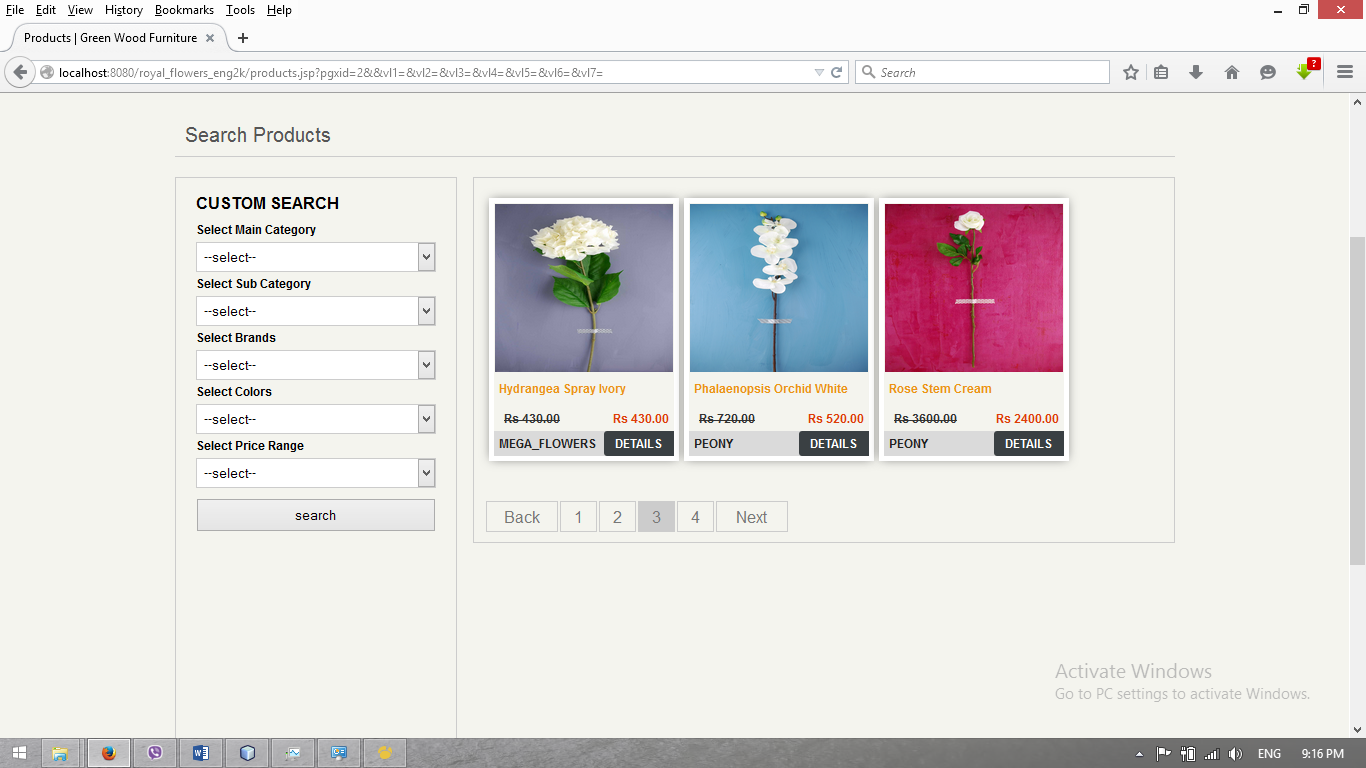 File Edit View History Bookmarks Tools Help
Products | Green Wood Furniture
localhost:8080/royal_flowers_eng2k/products.jsp?pgxid=2&&vl1=&vl2=&vl3=&vl4=&vl5=&vl6=&vl7=
Search
?
Search Products
CUSTOM SEARCH
Select Main Category
--select--
Select Sub Category
--select--
Select Brands
--select--
Select Colors
--select--
Select Price Range
--select--
search
Hydrangea Spray Ivory
Rs 430.00 Rs 430.00
MEGA_FLOWERS DETAILS
Phalaenopsis Orchid White
Rs 720.00 Rs 520.00
PEONY DETAILS
Rose Stem Cream
Rs 3600.00 Rs 2400.00
PEONY DETAILS
Back 1 2 3 4 Next
Activate Windows
Go to PC settings to activate Windows.
ENG 9:16 PM